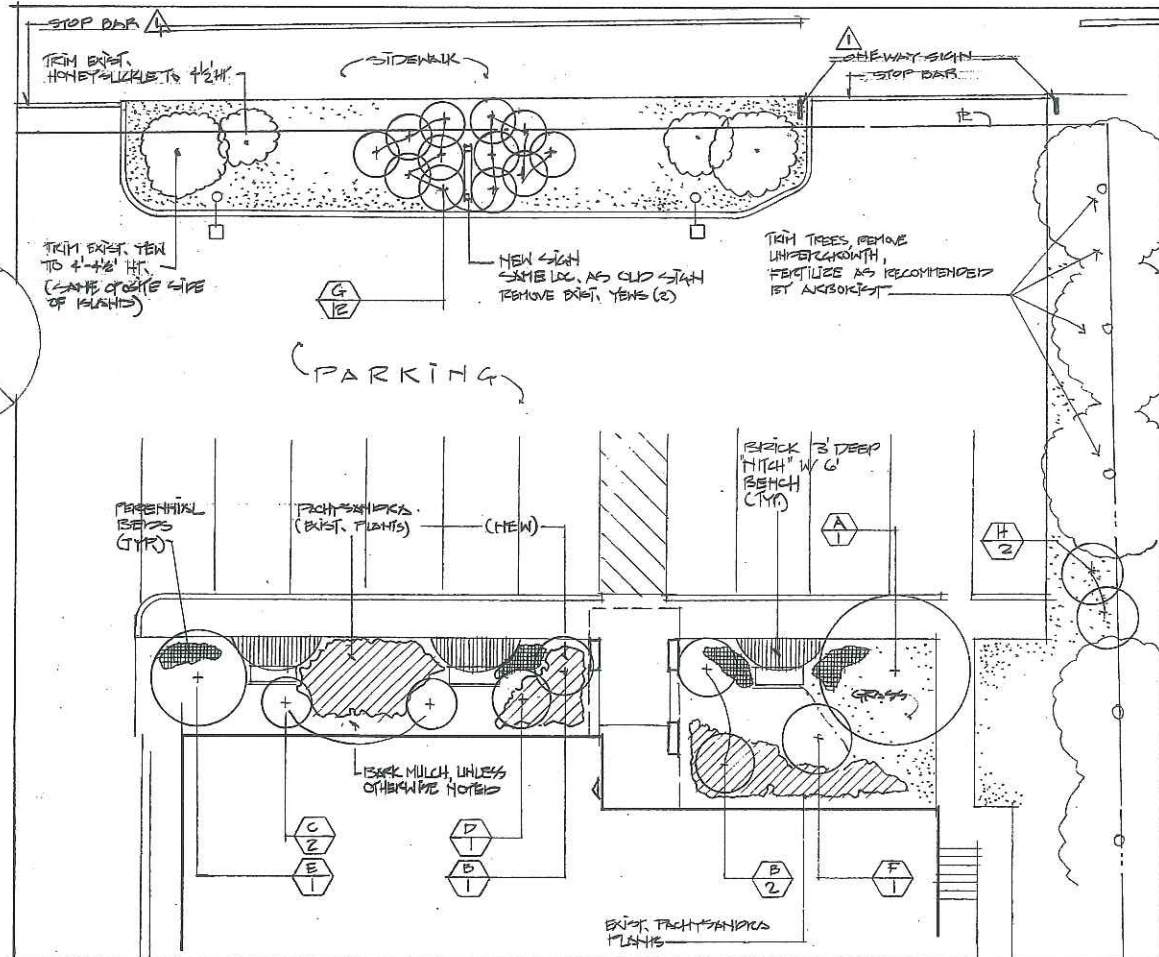 STOP BAR 1
TRIM EXIST.
HONEYSUCKLE TO 4½' HT.
SIDEWALK
1
ONE WAY SIGN
STOP BAR
TRIM EXIST. YEW
TO 4'-4½' HT.
(SAME OPOSITE SIDE
OF ISLAND)
G
12
NEW SIGN
SAME LOC. AS OLD SIGN
REMOVE EXIST. YEWS (2)
TRIM TREES, REMOVE
UNDERGROWTH,
FERTILIZE AS RECOMMENDED
BY ARBORIST
PARKING
PERENNIAL
BEDS
(TYP.)
PACHYSANDRA
(EXIST. PLANTS)
(NEW)
BRICK 3' DEEP
"NITCH" W/ 6'
BENCH
(TYP.)
A
1
H
2
GRASS
BARK MULCH, UNLESS
OTHERWISE NOTED
C
2
E
1
D
1
B
1
B
2
F
1
EXIST. PACHYSANDRA
PLANTS